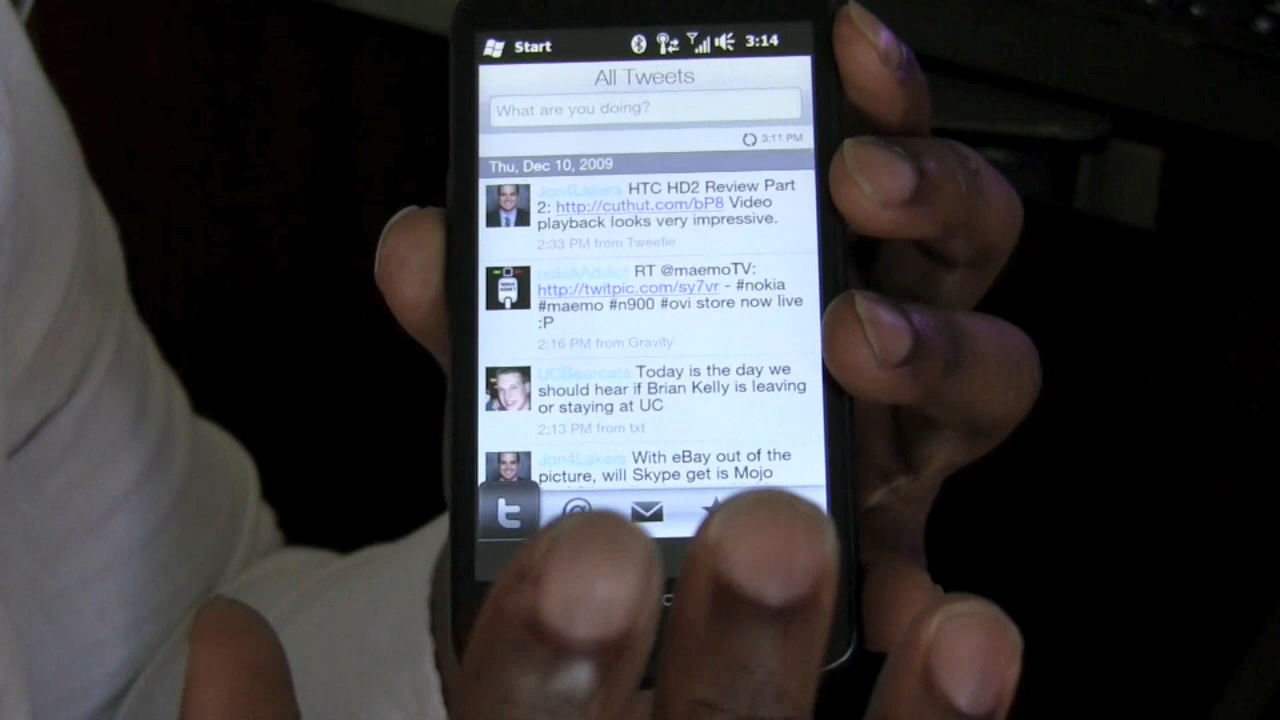 Start 3:14
All Tweets
What are you doing?
3:11 PM
Thu, Dec 10, 2009
Jon4Lakers HTC HD2 Review Part
2: http://cuthut.com/bP8 Video
playback looks very impressive.
2:33 PM from Tweetie
nokiAAddict RT @maemoTV:
http://twitpic.com/sy7vr - #nokia
#maemo #n900 #ovi store now live
:P
2:16 PM from Gravity
UCBearcats Today is the day we
should hear if Brian Kelly is leaving
or staying at UC
2:13 PM from txt
Jon4Lakers With eBay out of the
picture, will Skype get is Mojo